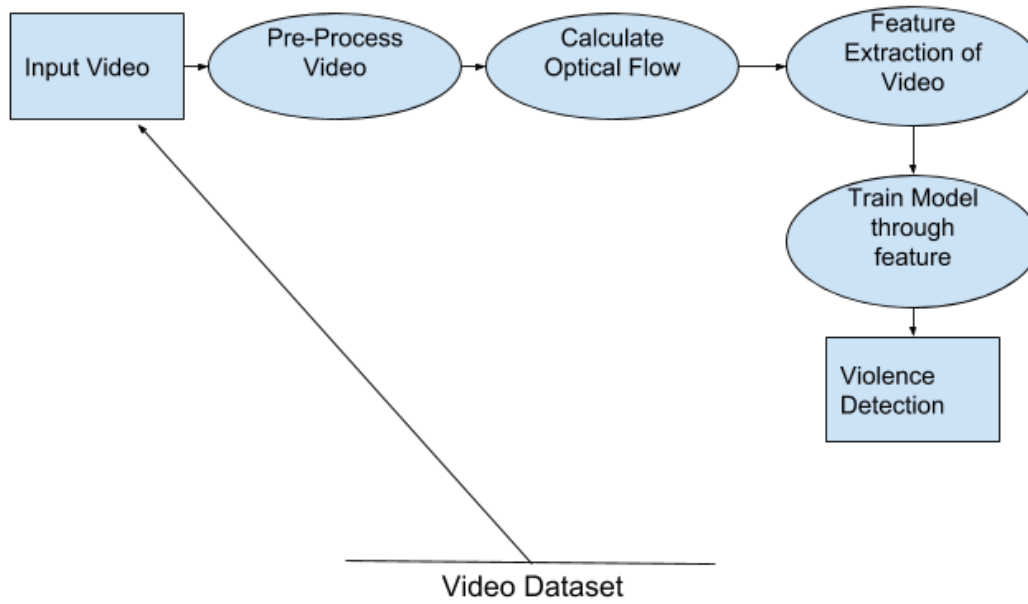 Input Video
Pre-Process
Video
Calculate
Optical Flow
Feature
Extraction of
Video
Train Model
through
feature
Violence
Detection
Video Dataset